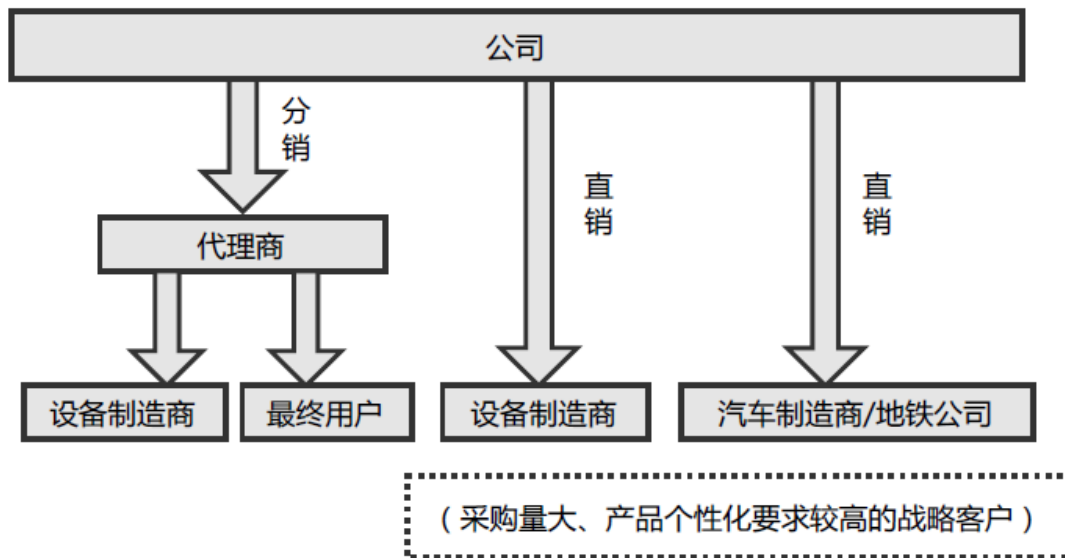 公司
分销
直销
直销
代理商
设备制造商
最终用户
设备制造商
汽车制造商/地铁公司
（采购量大、产品个性化要求较高的战略客户）